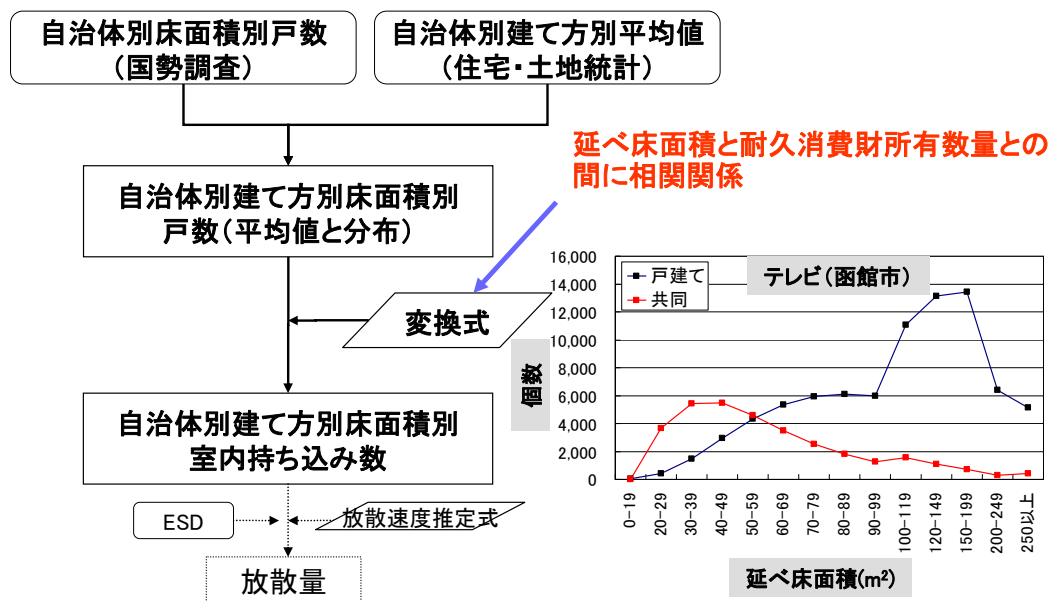 自治体別床面積別戸数
（国勢調査）
自治体別建て方別平均値
（住宅・土地統計）
延べ床面積と耐久消費財所有数量との
間に相関関係
自治体別建て方別床面積別
戸数（平均値と分布）
変換式
自治体別建て方別床面積別
室内持ち込み数
ESD
放散速度推定式
放散量
テレビ（函館市）
戸建て
共同
個数
16,000
14,000
12,000
10,000
8,000
6,000
4,000
2,000
0
0-19
20-29
30-39
40-49
50-59
60-69
70-79
80-89
90-99
100-119
120-149
150-199
200-249
250以上
延べ床面積(m²)